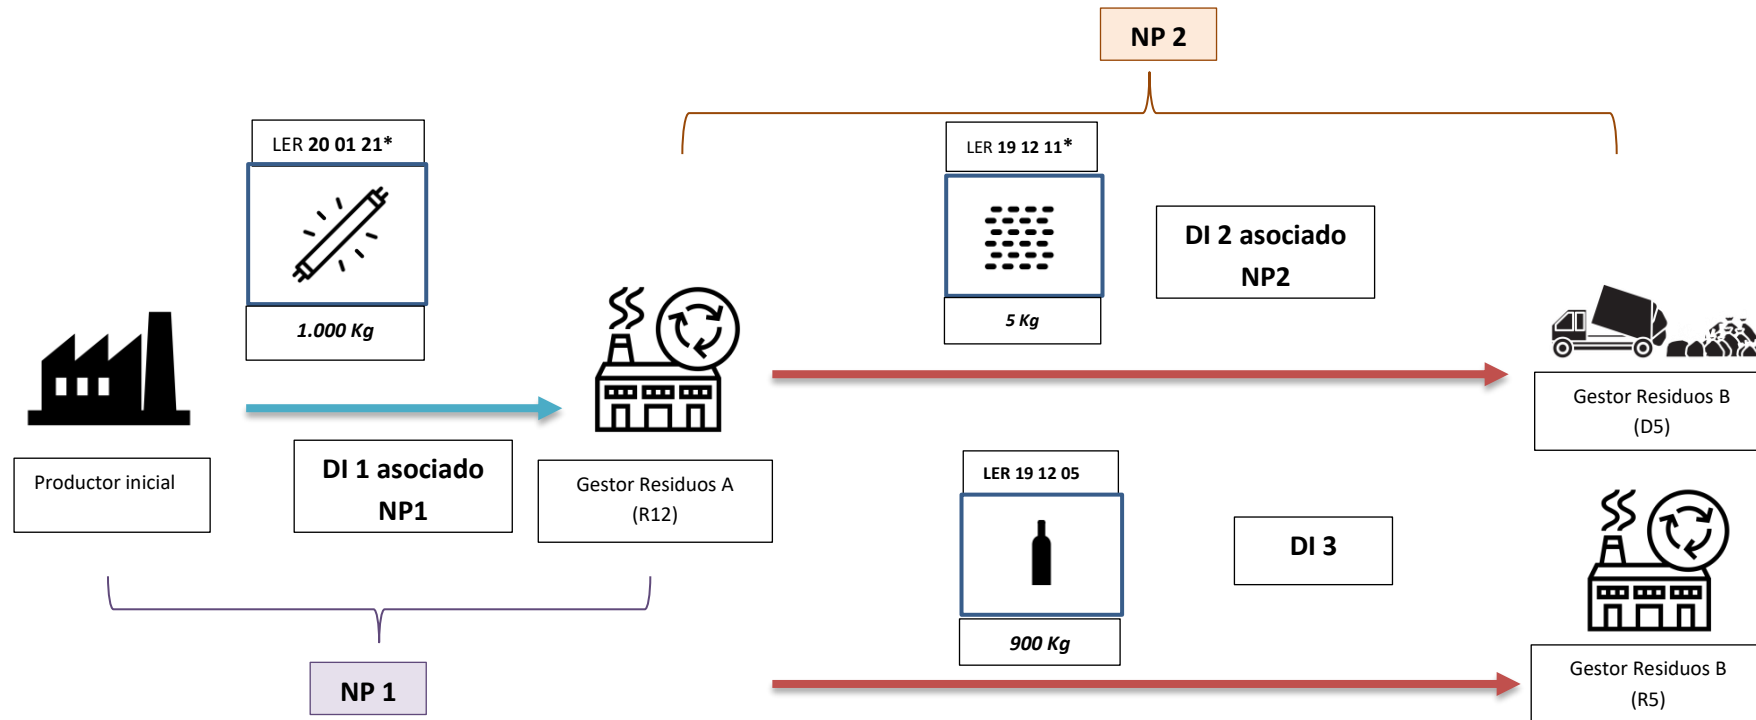 NP 2
LER 20 01 21*
1.000 Kg
LER 19 12 11*
5 Kg
DI 2 asociado
NP2
Productor inicial
DI 1 asociado
NP1
Gestor Residuos A
(R12)
Gestor Residuos B
(D5)
LER 19 12 05
900 Kg
DI 3
NP 1
Gestor Residuos B
(R5)